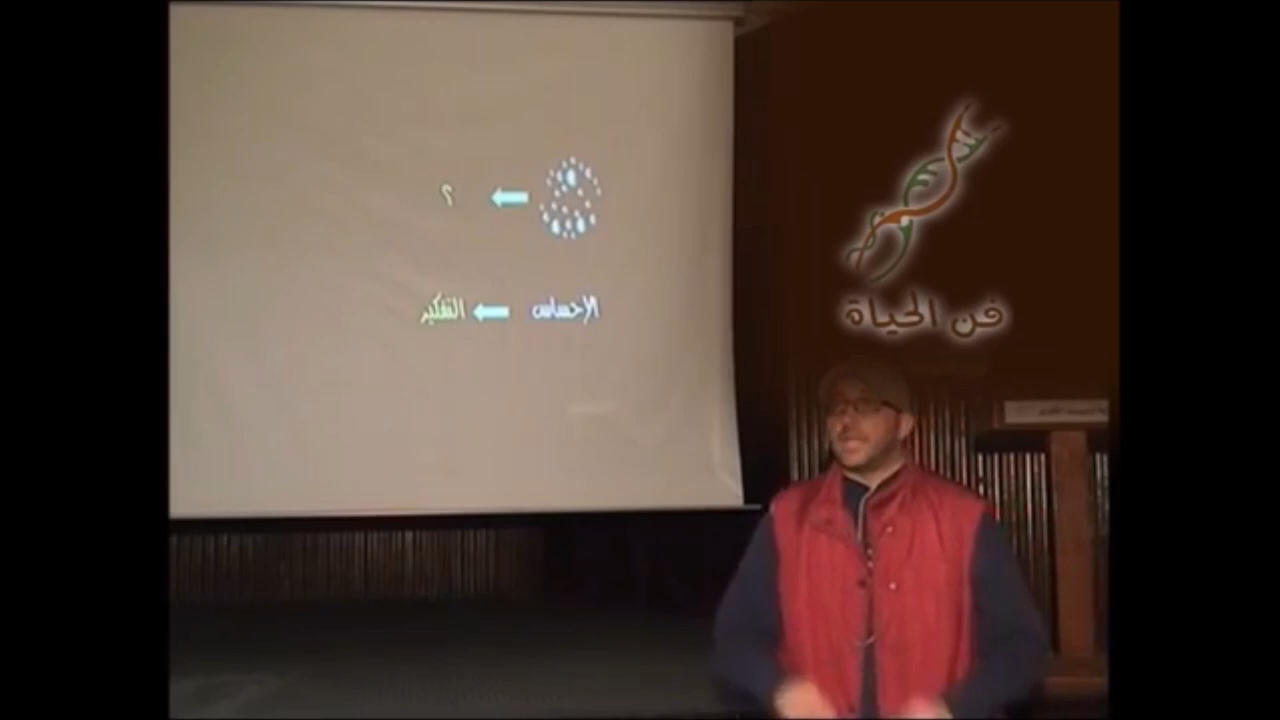 ؟
الإحساس التفكير
فن الحياة